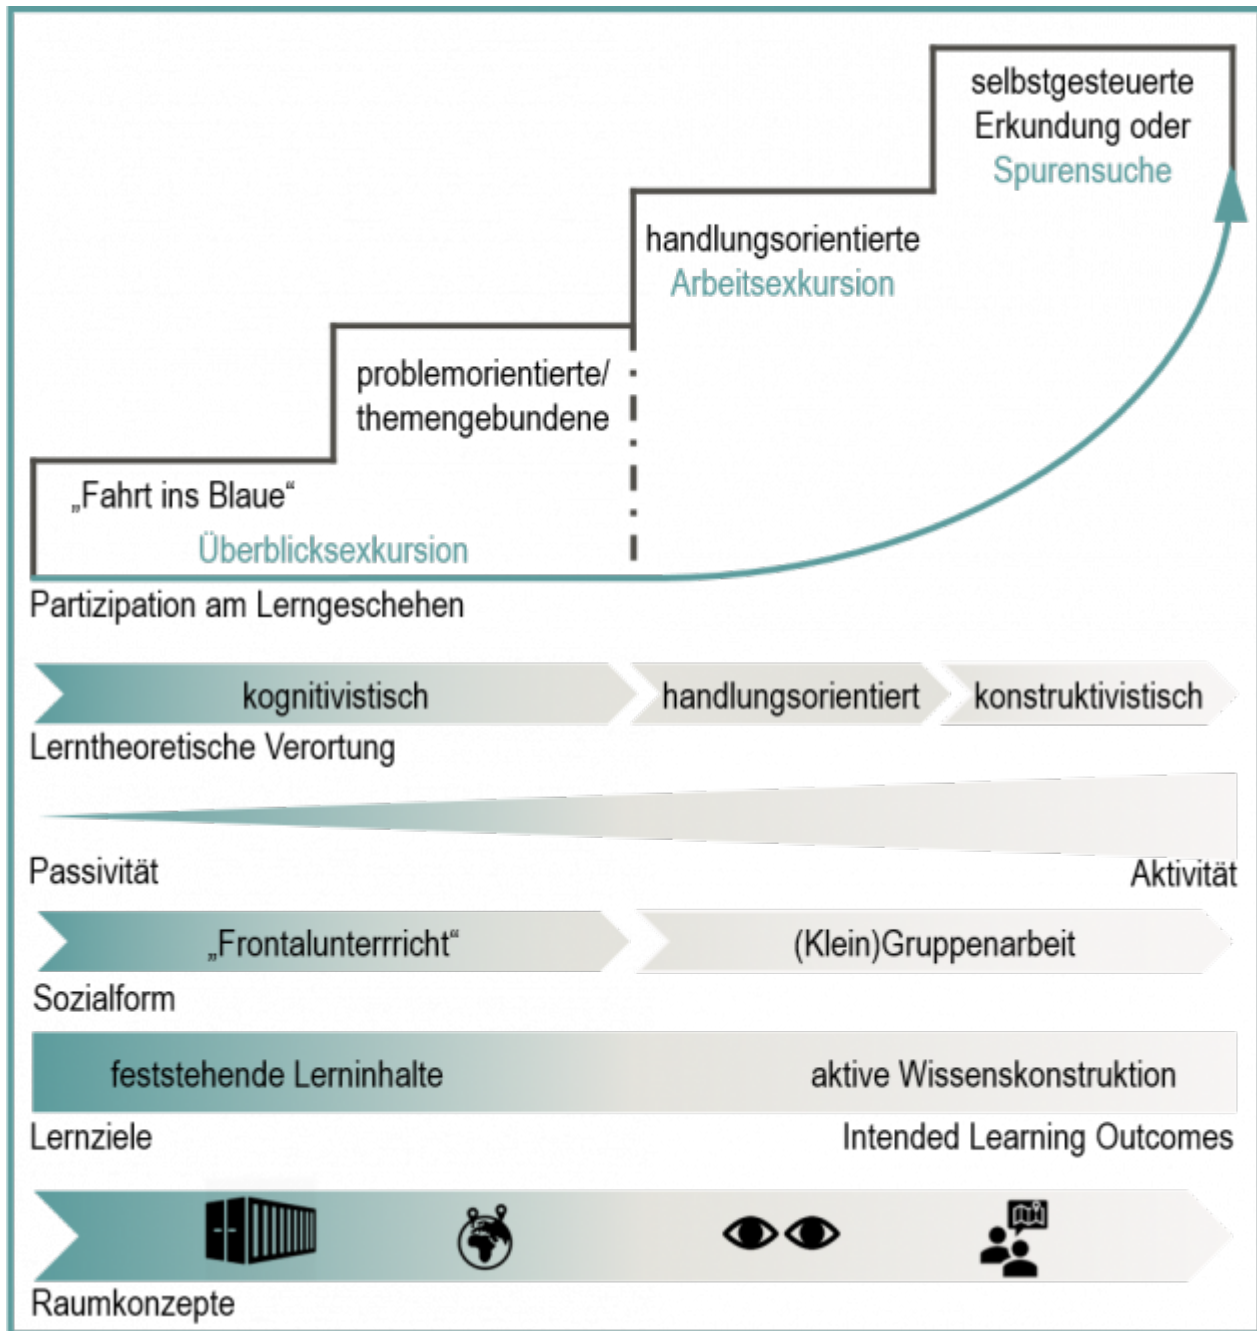 selbstgesteuerte
Erkundung oder
Spurensuche
handlungsorientierte
Arbeitsexkursion
problemorientierte/
themengebundene
„Fahrt ins Blaue“
Überblicksexkursion
Partizipation am Lerngeschehen
kognitivistisch
handlungsorientiert
konstruktivistisch
Lerntheoretische Verortung
Passivität
Aktivität
„Frontalunterrricht“
(Klein)Gruppenarbeit
Sozialform
feststehende Lerninhalte
aktive Wissenskonstruktion
Lernziele
Intended Learning Outcomes
Raumkonzepte